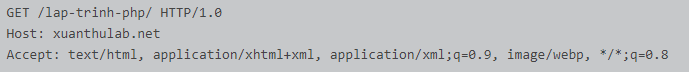 GET /lap-trinh-php/ HTTP/1.0
Host: xuanthulab.net
Accept: text/html, application/xhtml+xml, application/xml;q=0.9, image/webp, */*;q=0.8